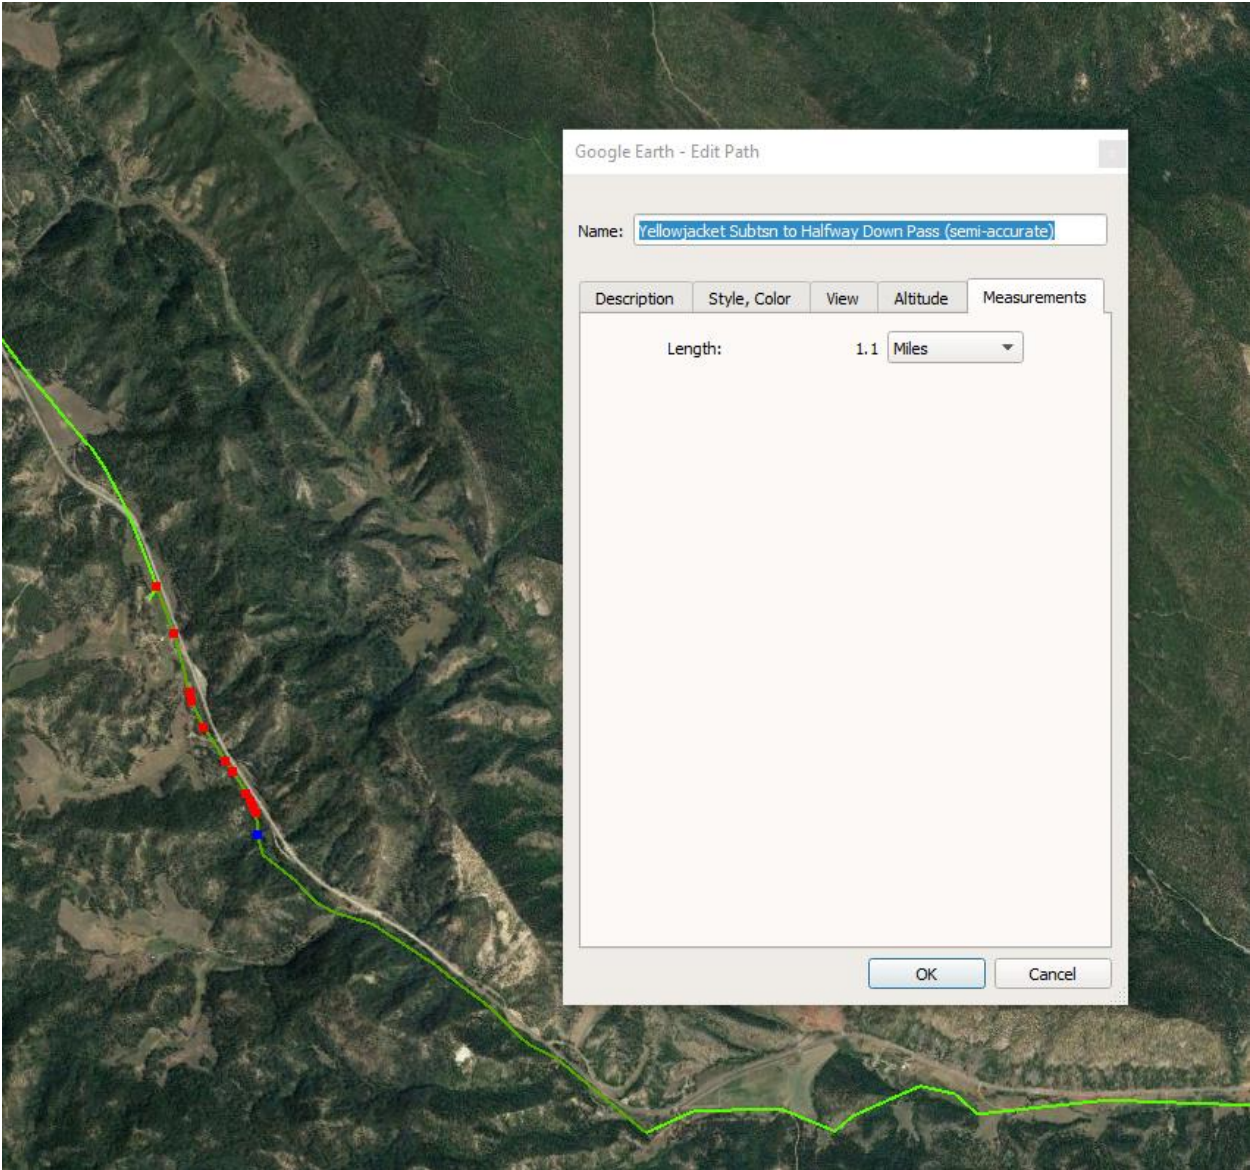 Google Earth - Edit Path
Name: Yellowjacket Subtsn to Halfway Down Pass (semi-accurate)
Description Style, Color View Altitude Measurements
Length: 1.1 Miles
OK Cancel